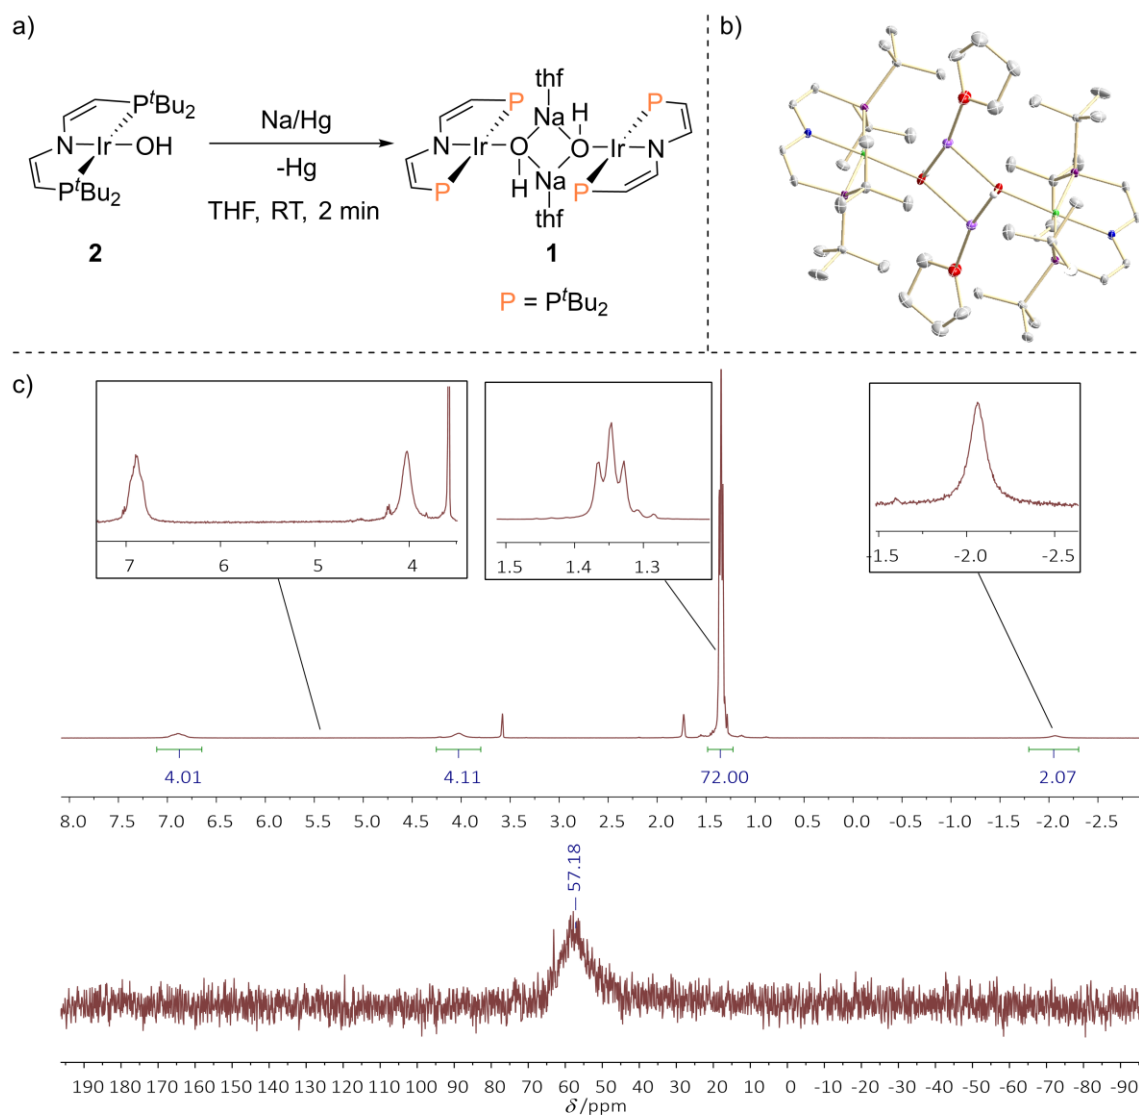 a)
P^tBu₂
N Ir OH
P^tBu₂
2
Na/Hg
-Hg
THF, RT, 2 min
thf
P Na H P
N Ir O O Ir N
P H Na P
thf
1
P = P^tBu₂
b)
c)
7 6 5 4
1.5 1.4 1.3
-1.5 -2.0 -2.5
4.01 4.11 72.00 2.07
8.0 7.5 7.0 6.5 6.0 5.5 5.0 4.5 4.0 3.5 3.0 2.5 2.0 1.5 1.0 0.5 0.0 -0.5 -1.0 -1.5 -2.0 -2.5
57.18
190 180 170 160 150 140 130 120 110 100 90 80 70 60 50 40 30 20 10 0 -10 -20 -30 -40 -50 -60 -70 -80 -90
δ/ppm